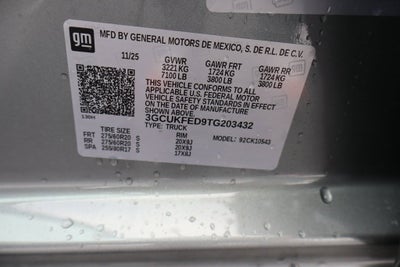 gm
MFD BY GENERAL MOTORS DE MEXICO, S. DE R.L. DE C.V.
11/25 GVWR GAWR FRT GAWR RR
3221 KG 1724 KG 1724 KG
7100 LB 3800 LB 3800 LB
THIS VEHICLE CONFORMS TO ALL
APPLICABLE U.S. FEDERAL MOTOR
VEHICLE SAFETY STANDARDS IN EFFECT
ON THE DATE OF MANUFACTURE SHOWN ABOVE.
3GCUKFED9TG203432
TYPE: TRUCK MODEL: 92CK10543
TIRE SIZE RIM
FRT 275/60R20 S 20X9J
RR 275/60R20 S 20X9J
SPA 255/80R17 S 17X8J